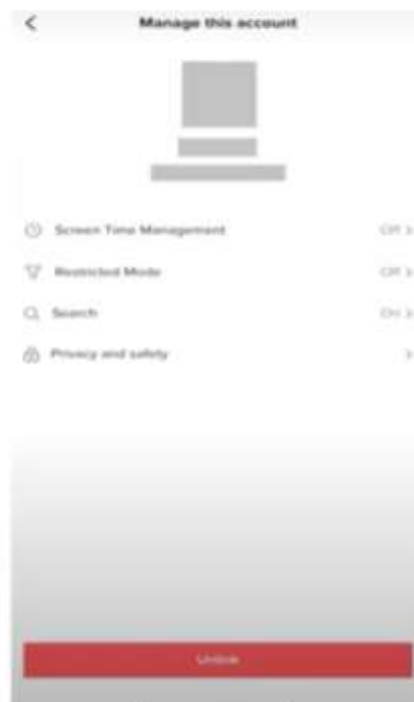 Manage this account
Screen Time Management Off
Restricted Mode Off
Search On
Privacy and safety
Unlink